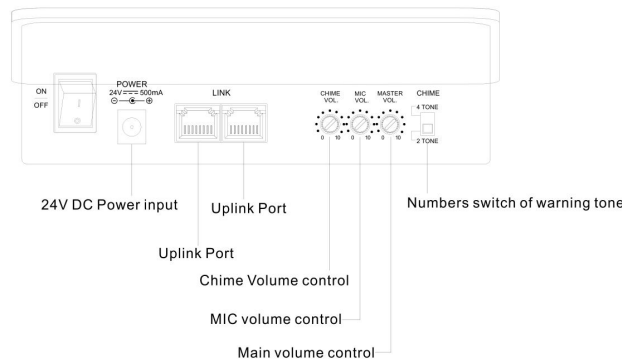 ON
OFF
POWER
24V 500mA
LINK
CHIME
VOL.
MIC
VOL.
MASTER
VOL.
CHIME
4 TONE
2 TONE
0 10
0 10
0 10
24V DC Power input
Uplink Port
Numbers switch of warning tone
Uplink Port
Chime Volume control
MIC volume control
Main volume control